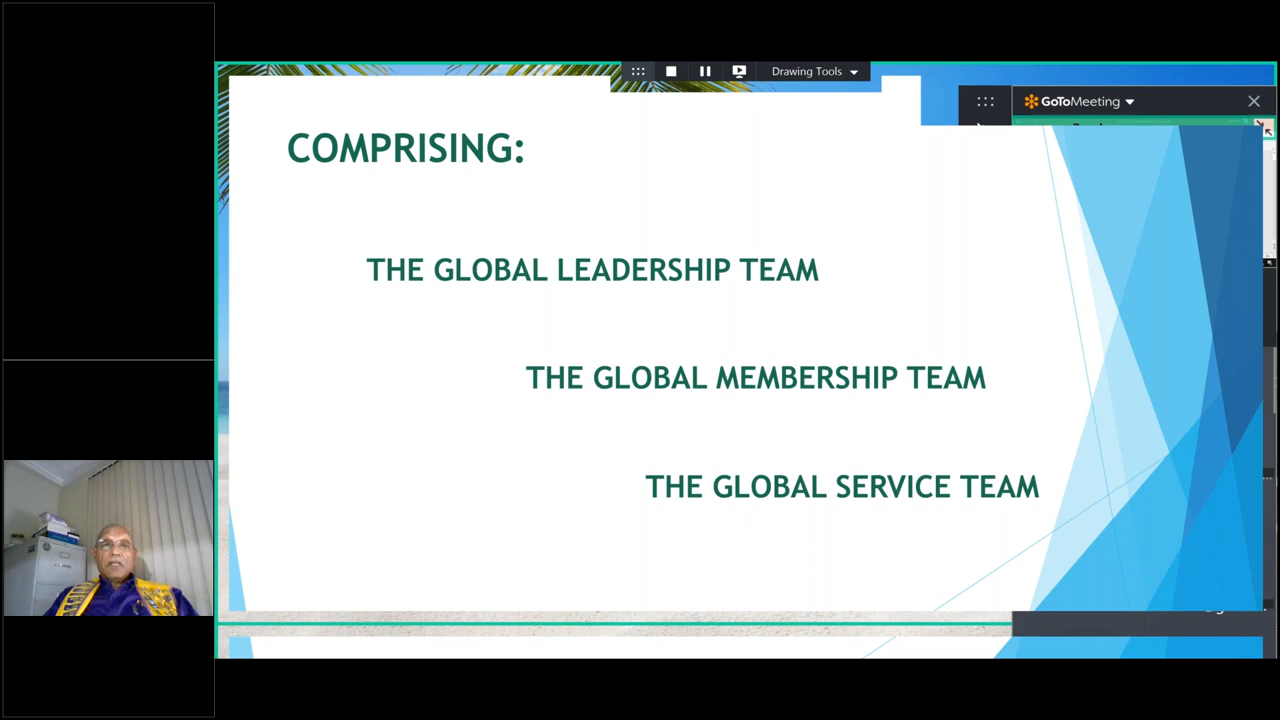 Drawing Tools
GoToMeeting
COMPRISING:
THE GLOBAL LEADERSHIP TEAM
THE GLOBAL MEMBERSHIP TEAM
THE GLOBAL SERVICE TEAM